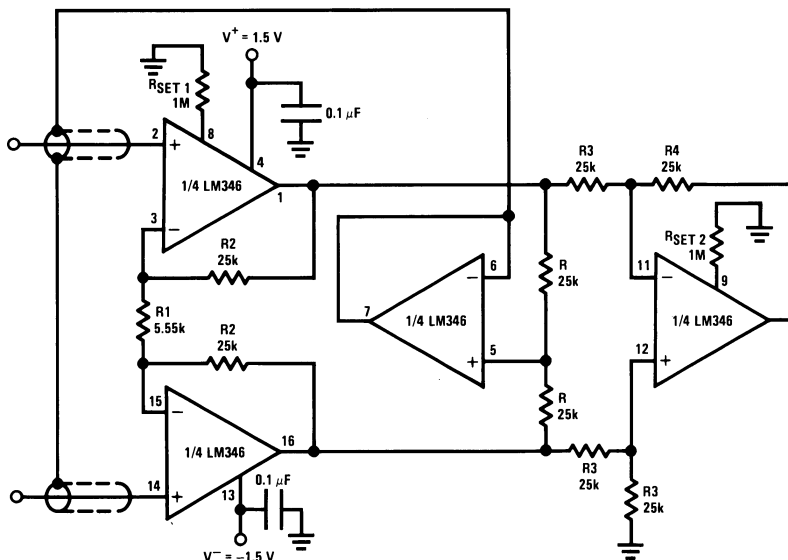 V+ = 1.5 V
RSET 1
1M
0.1 μF
2
+
8
4
1/4 LM346
1
3
−
R2
25k
R1
5.55k
R2
25k
15
−
1/4 LM346
16
14
+
13
0.1 μF
V− = −1.5 V
6
−
7
1/4 LM346
5
+
R
25k
R
25k
R3
25k
R4
25k
RSET 2
1M
11
−
9
1/4 LM346
12
+
R3
25k
R3
25k